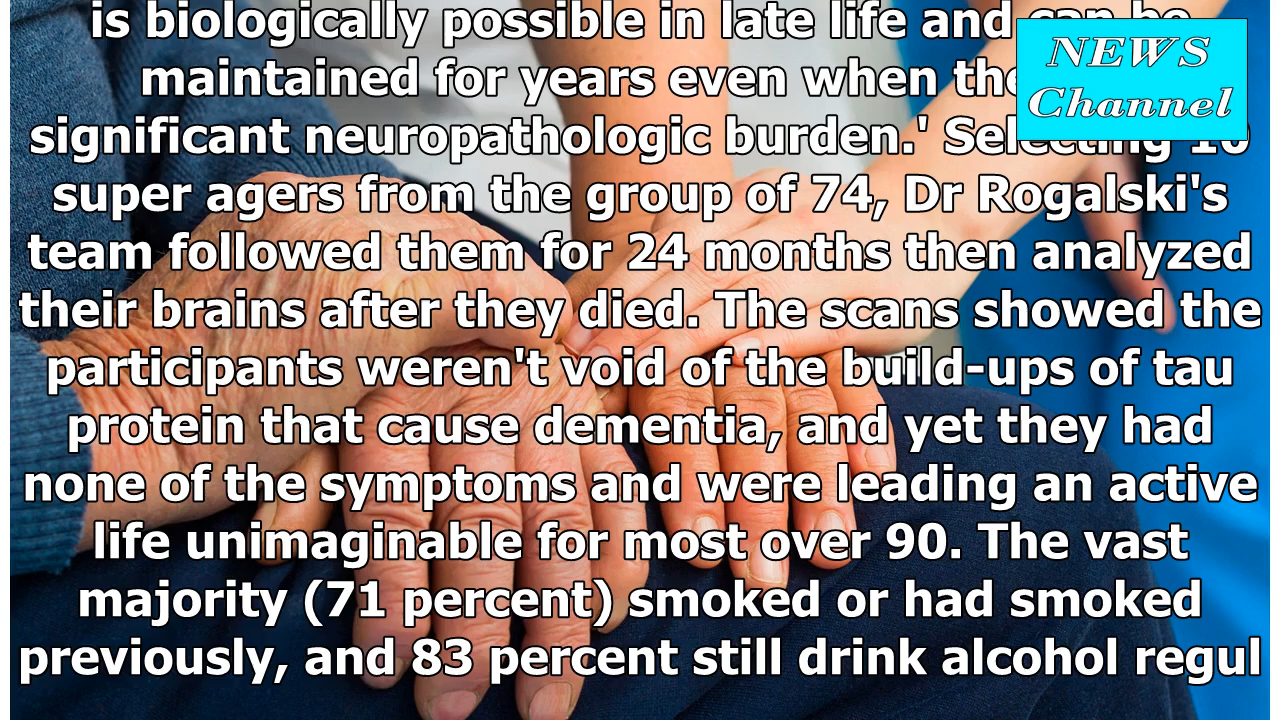 is biologically possible in late life and can be
maintained for years even when the
significant neuropathologic burden.' Selecting 10
super agers from the group of 74, Dr Rogalski's
team followed them for 24 months then analyzed
their brains after they died. The scans showed the
participants weren't void of the build-ups of tau
protein that cause dementia, and yet they had
none of the symptoms and were leading an active
life unimaginable for most over 90. The vast
majority (71 percent) smoked or had smoked
previously, and 83 percent still drink alcohol regul
NEWS
Channel